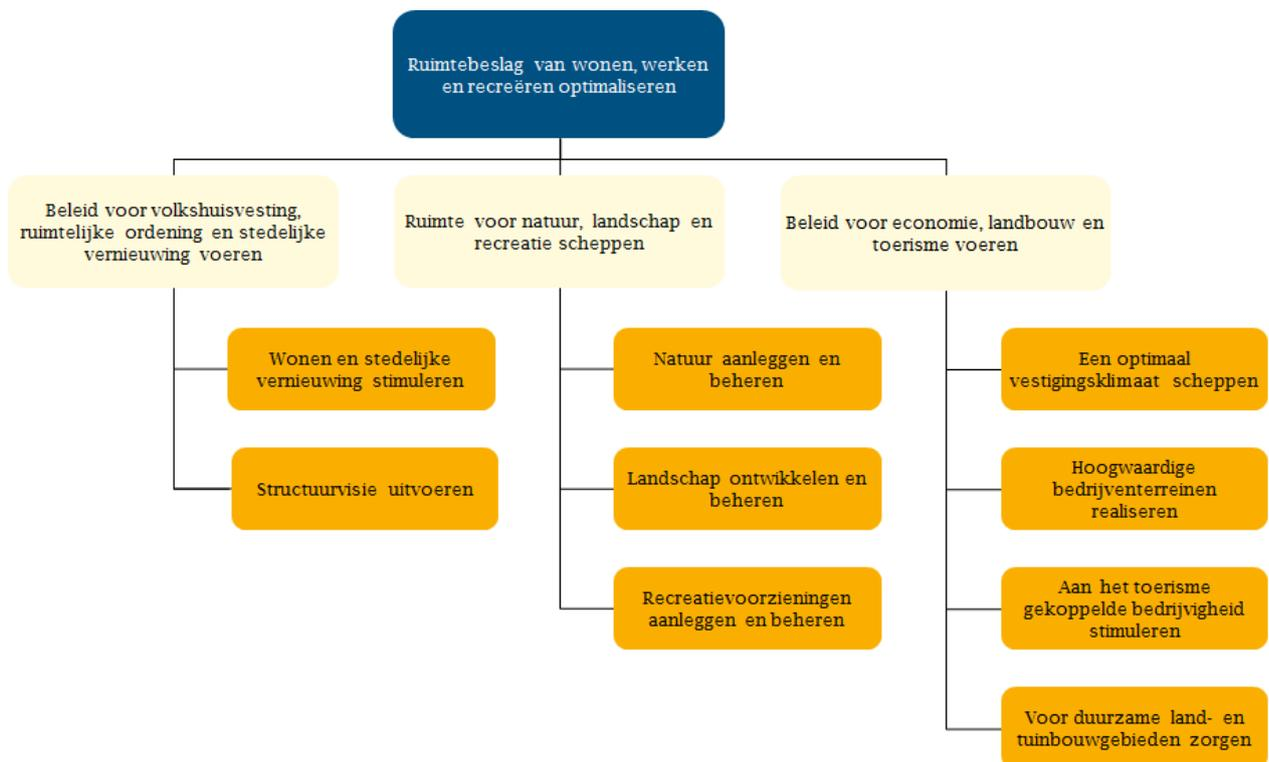 Ruimtebeslag van wonen, werken
en recreëren optimaliseren
Beleid voor volkshuisvesting,
ruimtelijke ordening en stedelijke
vernieuwing voeren
Wonen en stedelijke
vernieuwing stimuleren
Structuurvisie uitvoeren
Ruimte voor natuur, landschap en
recreatie scheppen
Natuur aanleggen en
beheren
Landschap ontwikkelen en
beheren
Recreatievoorzieningen
aanleggen en beheren
Beleid voor economie, landbouw en
toerisme voeren
Een optimaal
vestigingsklimaat scheppen
Hoogwaardige
bedrijventerreinen
realiseren
Aan het toerisme
gekoppelde bedrijvigheid
stimuleren
Voor duurzame land- en
tuinbouwgebieden zorgen